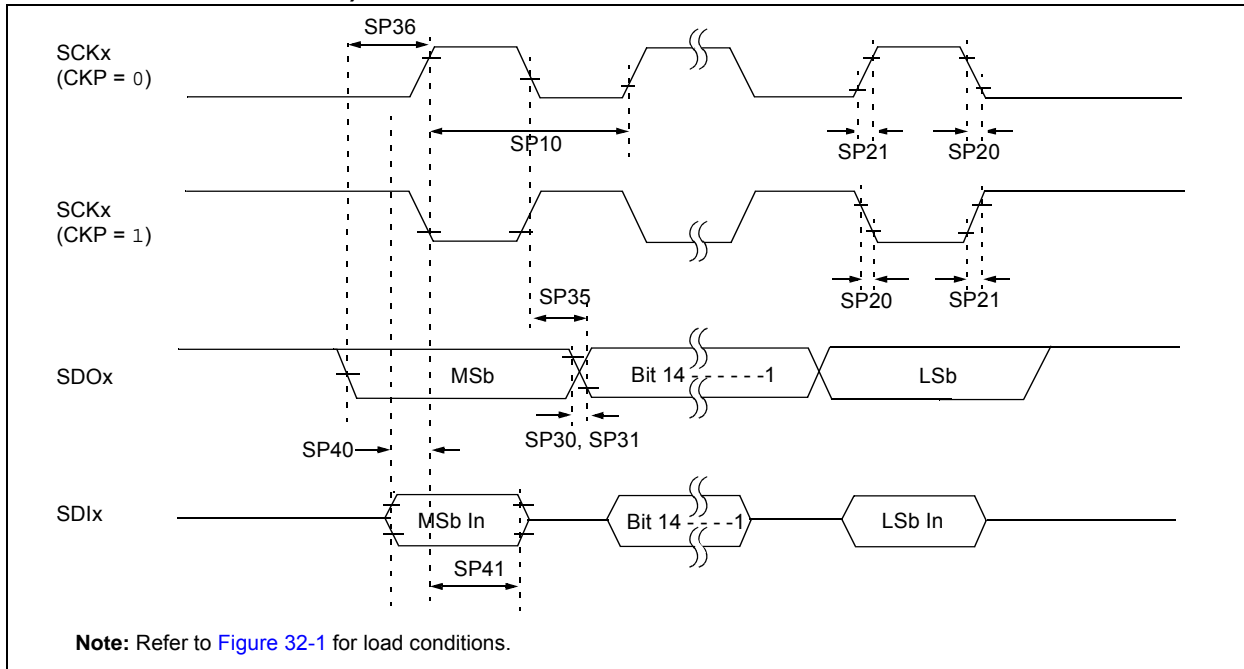 SP36
SCKx
(CKP = 0)
SP10
SP21
SP20
SCKx
(CKP = 1)
SP35
SP20
SP21
SDOx
MSb
Bit 14 - - - - - -1
LSb
SP40
SP30, SP31
SDIx
MSb In
Bit 14 - - - - -1
LSb In
SP41
Note: Refer to Figure 32-1 for load conditions.